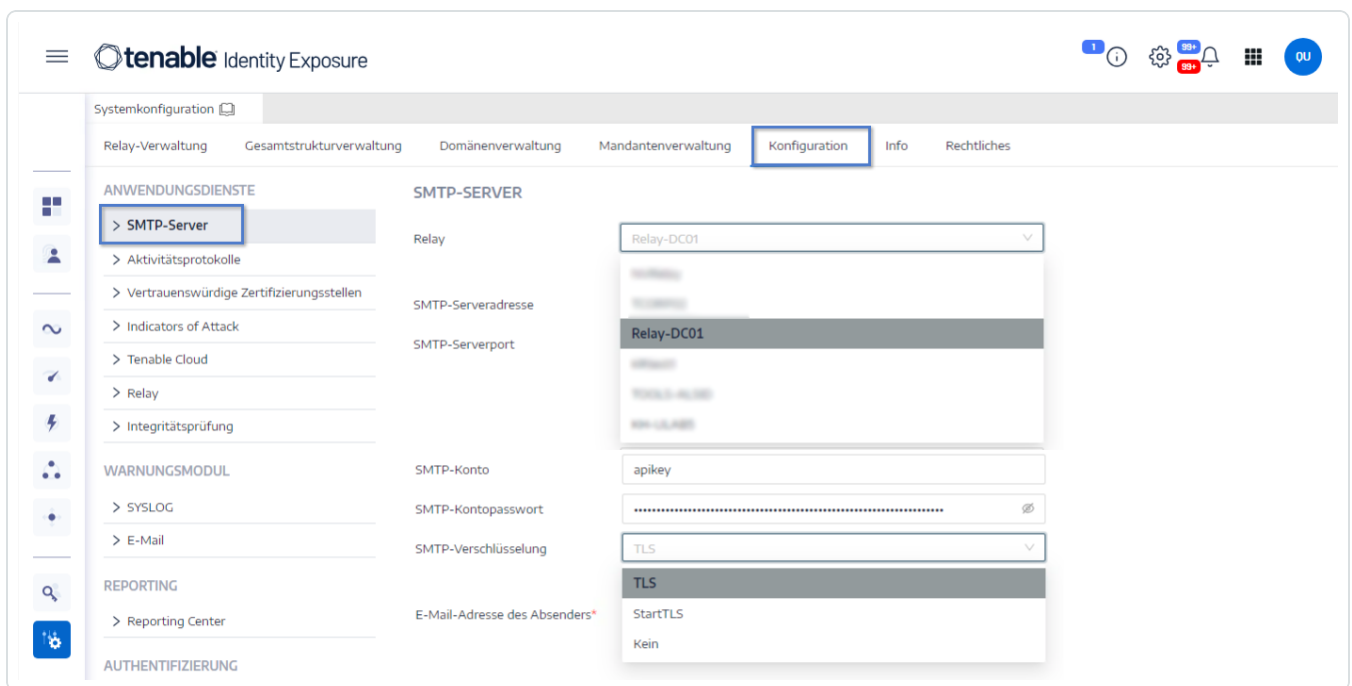 tenable Identity Exposure
1
99+
99+
QU
Systemkonfiguration
Relay-Verwaltung Gesamtstrukturverwaltung Domänenverwaltung Mandantenverwaltung Konfiguration Info Rechtliches
ANWENDUNGSDIENSTE
> SMTP-Server
> Aktivitätsprotokolle
> Vertrauenswürdige Zertifizierungsstellen
> Indicators of Attack
> Tenable Cloud
> Relay
> Integritätsprüfung
WARNUNGSMODUL
> SYSLOG
> E-Mail
REPORTING
> Reporting Center
AUTHENTIFIZIERUNG
SMTP-SERVER
Relay
Relay-DC01
SMTP-Serveradresse
Relay-DC01
SMTP-Serverport
SMTP-Konto
apikey
SMTP-Kontopasswort
SMTP-Verschlüsselung
TLS
TLS
E-Mail-Adresse des Absenders*
StartTLS
Kein